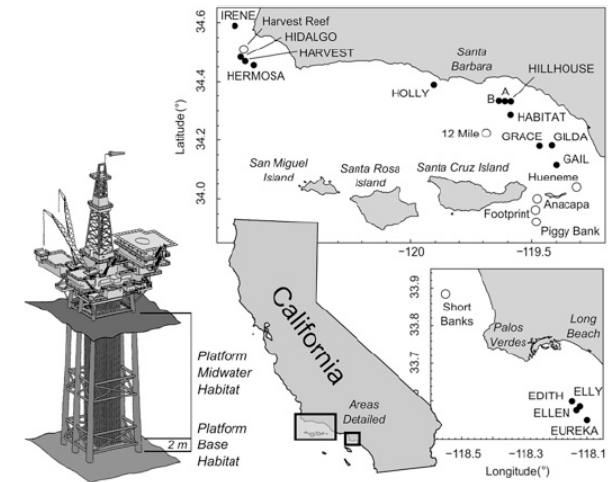 IRENE
Harvest Reef
HIDALGO
HARVEST
HERMOSA
Santa
Barbara
HILLHOUSE
HOLLY
B
A
HABITAT
12 Mile
GRACE
GILDA
GAIL
Hueneme
San Miguel
Island
Santa Rosa
Island
Santa Cruz Island
Anacapa
Footprint
Piggy Bank
Latitude(°)
34.6
34.4
34.2
34.0
-120
-119.5
California
Areas
Detailed
Platform
Midwater
Habitat
2 m
Platform
Base
Habitat
33.9
33.8
33.7
Short
Banks
Palos
Verdes
Long
Beach
EDITH
ELLY
ELLEN
EUREKA
-118.5
-118.3
-118.1
Longitude(°)